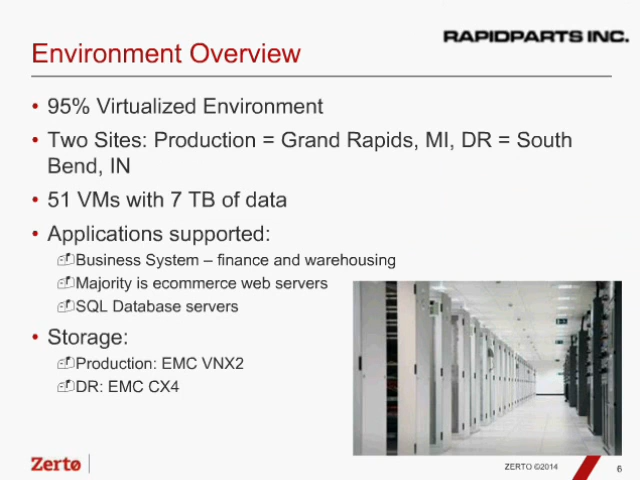 RAPIDPARTS INC.
Environment Overview
• 95% Virtualized Environment
• Two Sites: Production = Grand Rapids, MI, DR = South
Bend, IN
• 51 VMs with 7 TB of data
• Applications supported:
Business System – finance and warehousing
Majority is ecommerce web servers
SQL Database servers
• Storage:
Production: EMC VNX2
DR: EMC CX4
Zerto
ZERTO ©2014
6